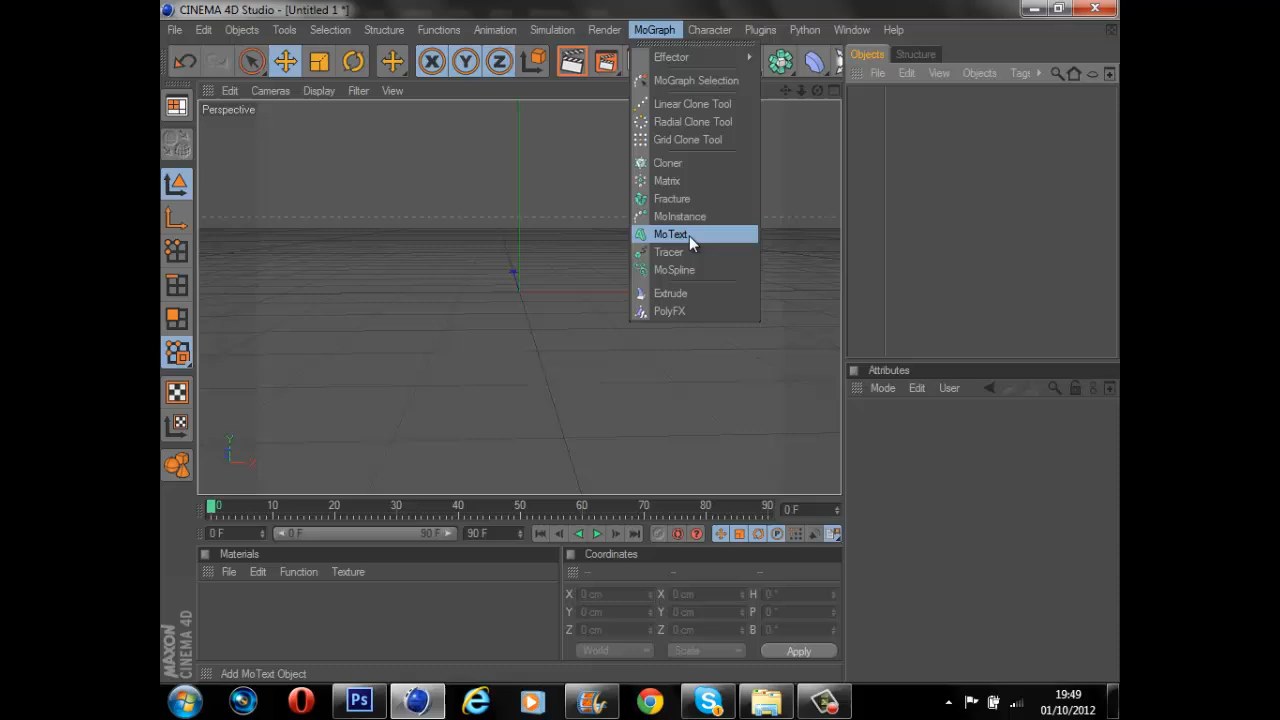 CINEMA 4D Studio - [Untitled 1 *]
File Edit Objects Tools Selection Structure Functions Animation Simulation Render MoGraph Character Plugins Python Window Help
X Y Z
Effector
MoGraph Selection
Linear Clone Tool
Radial Clone Tool
Grid Clone Tool
Cloner
Matrix
Fracture
MoInstance
MoText
Tracer
MoSpline
Extrude
PolyFX
Objects Structure
File Edit View Objects Tags
Edit Cameras Display Filter View
Perspective
Y
X
Attributes
Mode Edit User
0 10 20 30 40 50 60 70 80 90 0 F
0 F 0 F 90 F 90 F
Materials
File Edit Function Texture
Coordinates
-- -- --
X 0 cm X 0 cm H 0 °
Y 0 cm Y 0 cm P 0 °
Z 0 cm Z 0 cm B 0 °
World Scale Apply
MAXON
CINEMA 4D
Add MoText Object
Ps
19:49
01/10/2012